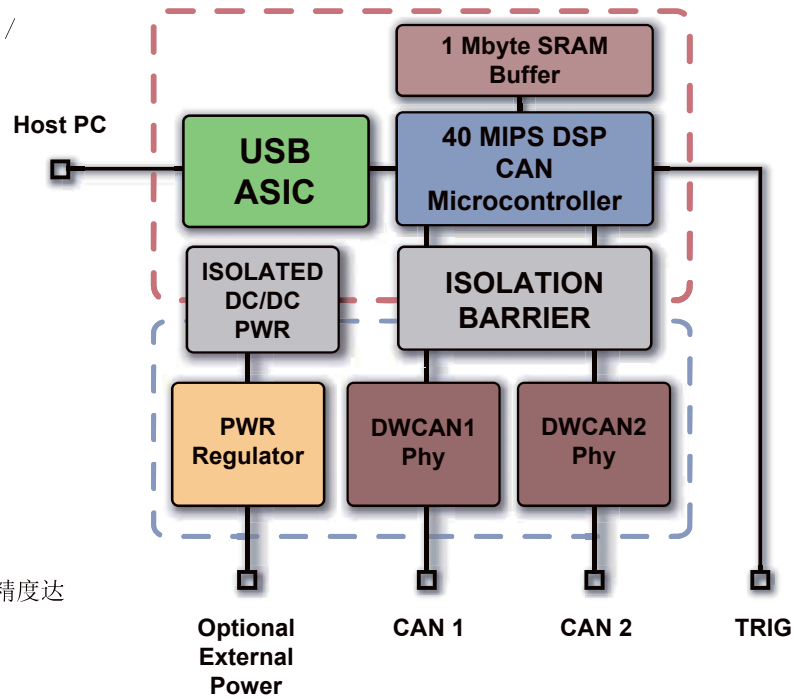 /
1 Mbyte SRAM
Buffer
Host PC
USB
ASIC
40 MIPS DSP
CAN
Microcontroller
ISOLATED
DC/DC
PWR
ISOLATION
BARRIER
PWR
Regulator
DWCAN1
Phy
DWCAN2
Phy
精度达
Optional
External
Power
CAN 1
CAN 2
TRIG